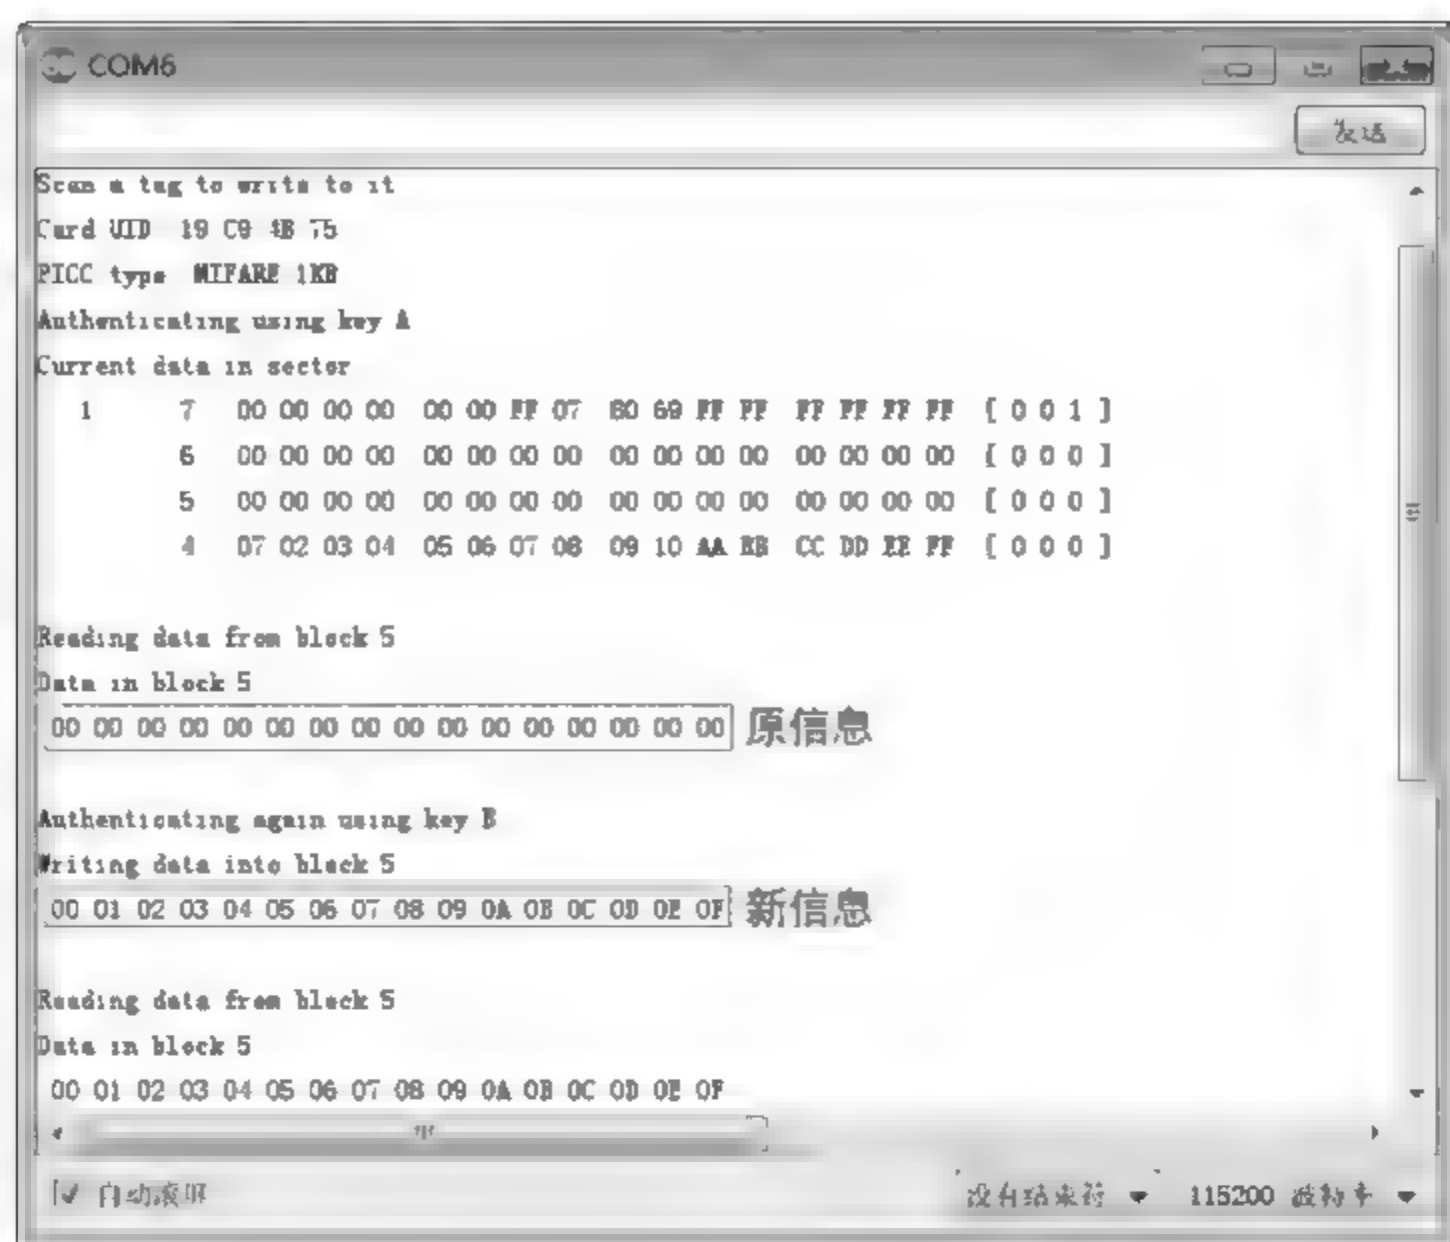 COM6
发送
Scan a tag to write to it
Card UID 19 C9 4B 75
PICC type MIFARE 1KB
Authenticating using key A
Current data in sector
1 7 00 00 00 00 00 00 FF 07 80 69 FF FF FF FF FF FF [ 0 0 1 ]
6 00 00 00 00 00 00 00 00 00 00 00 00 00 00 00 00 [ 0 0 0 ]
5 00 00 00 00 00 00 00 00 00 00 00 00 00 00 00 00 [ 0 0 0 ]
4 07 02 03 04 05 06 07 08 09 10 AA BB CC DD EE FF [ 0 0 0 ]
Reading data from block 5
Data in block 5
00 00 00 00 00 00 00 00 00 00 00 00 00 00 00 00 原信息
Authenticating again using key B
Writing data into block 5
00 01 02 03 04 05 06 07 08 09 0A 0B 0C 0D 0E 0F 新信息
Reading data from block 5
Data in block 5
00 01 02 03 04 05 06 07 08 09 0A 0B 0C 0D 0E 0F
自动滚屏 没有结束符 115200 波特率